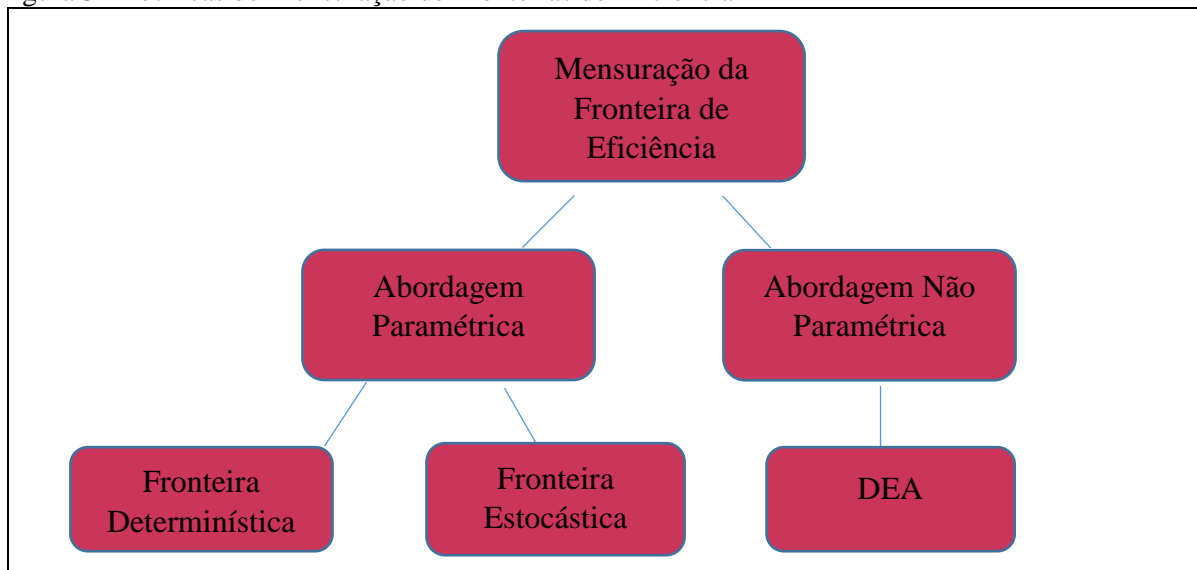 Mensuração da
Fronteira de
Eficiência
Abordagem
Paramétrica
Abordagem Não
Paramétrica
Fronteira
Determinística
Fronteira
Estocástica
DEA